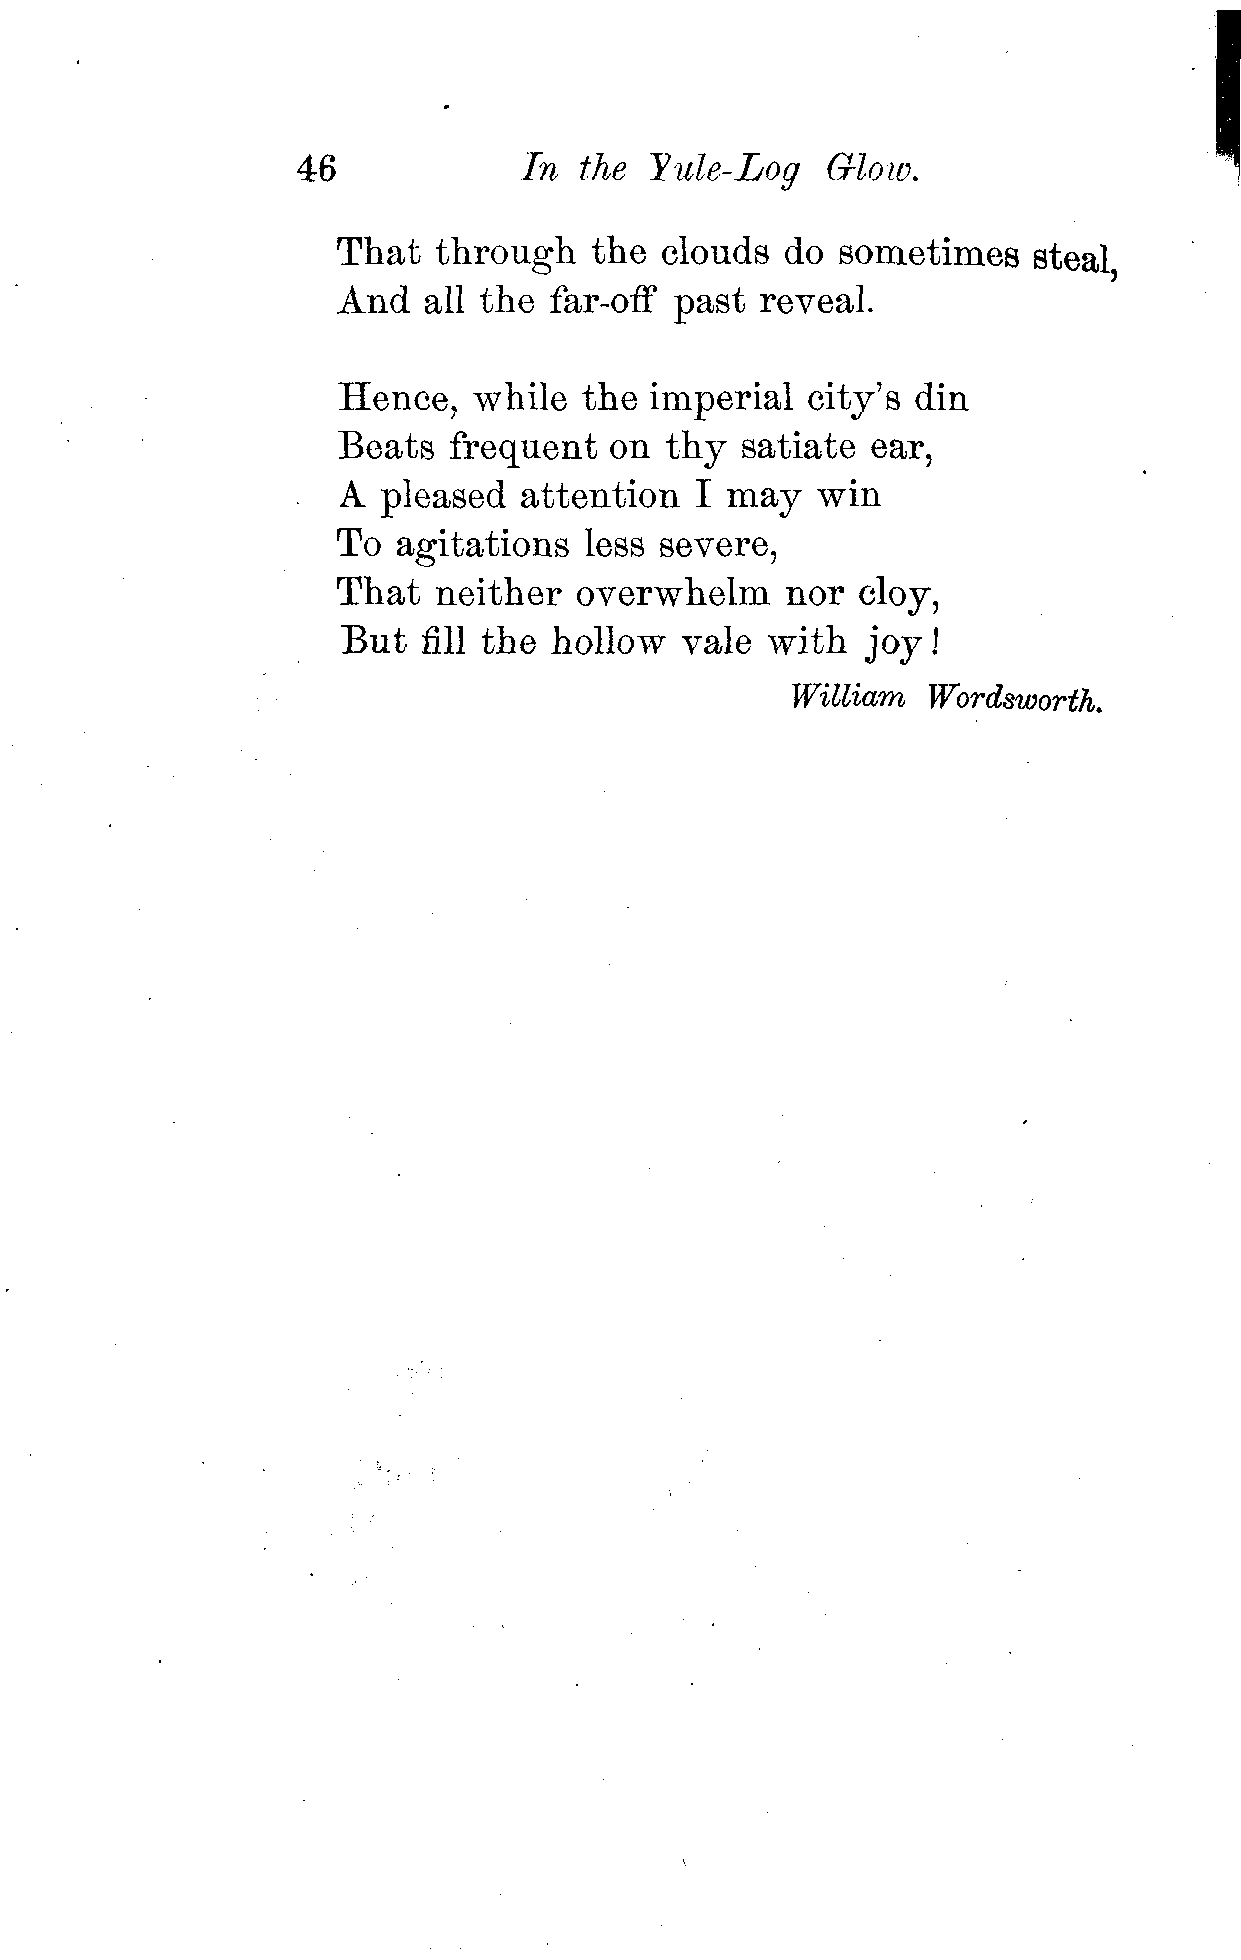 46 In the Yule-Log Glow.
That through the clouds do sometimes steal,
And all the far-off past reveal.
Hence, while the imperial city's din
Beats frequent on thy satiate ear,
A pleased attention I may win
To agitations less severe,
That neither overwhelm nor cloy,
But fill the hollow vale with joy!
William Wordsworth.